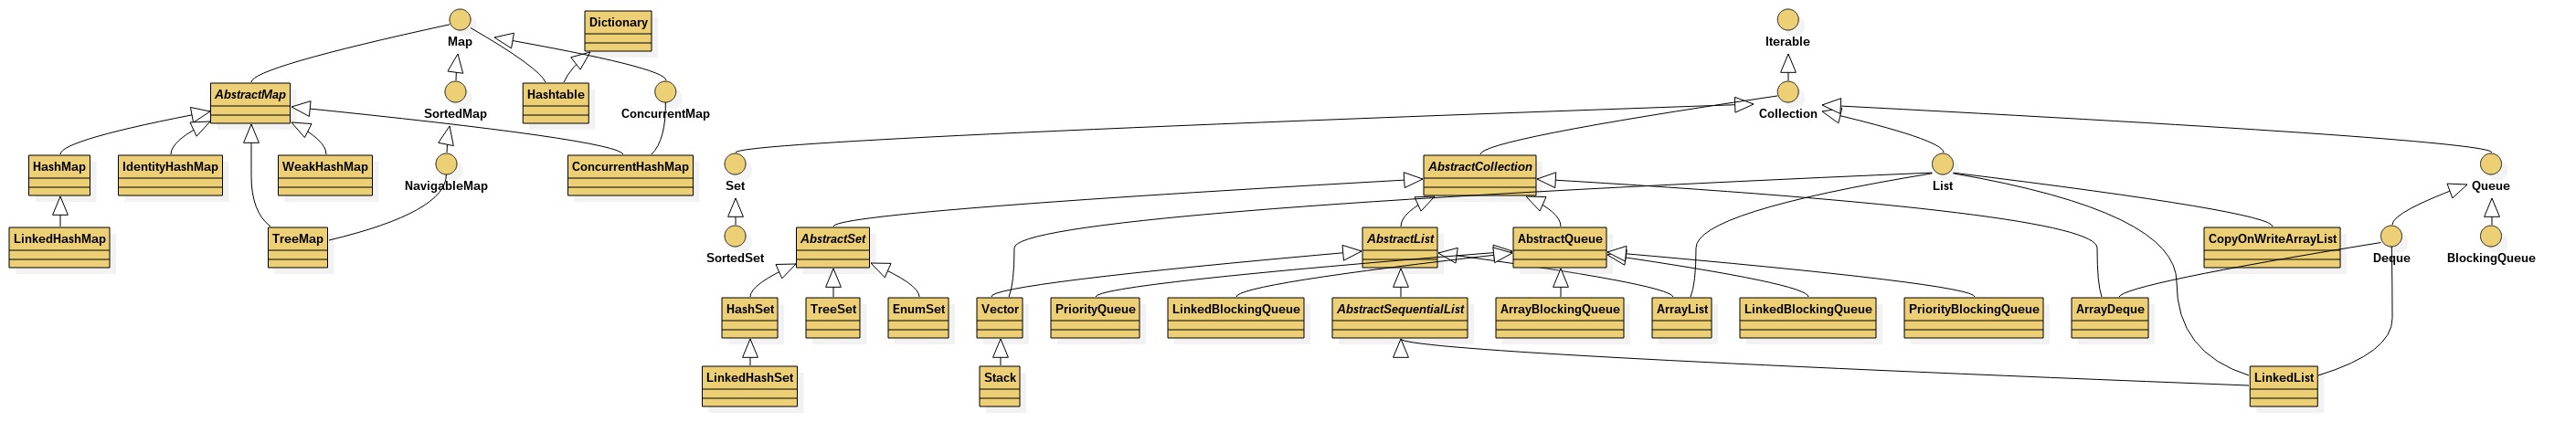 Dictionary
Map
Iterable
AbstractMap
SortedMap
Hashtable
ConcurrentMap
Collection
HashMap
IdentityHashMap
WeakHashMap
NavigableMap
ConcurrentHashMap
Set
AbstractCollection
List
Queue
LinkedHashMap
TreeMap
SortedSet
AbstractSet
AbstractList
AbstractQueue
CopyOnWriteArrayList
Deque
BlockingQueue
HashSet
TreeSet
EnumSet
Vector
PriorityQueue
LinkedBlockingQueue
AbstractSequentialList
ArrayBlockingQueue
ArrayList
LinkedBlockingQueue
PriorityBlockingQueue
ArrayDeque
LinkedHashSet
Stack
LinkedList